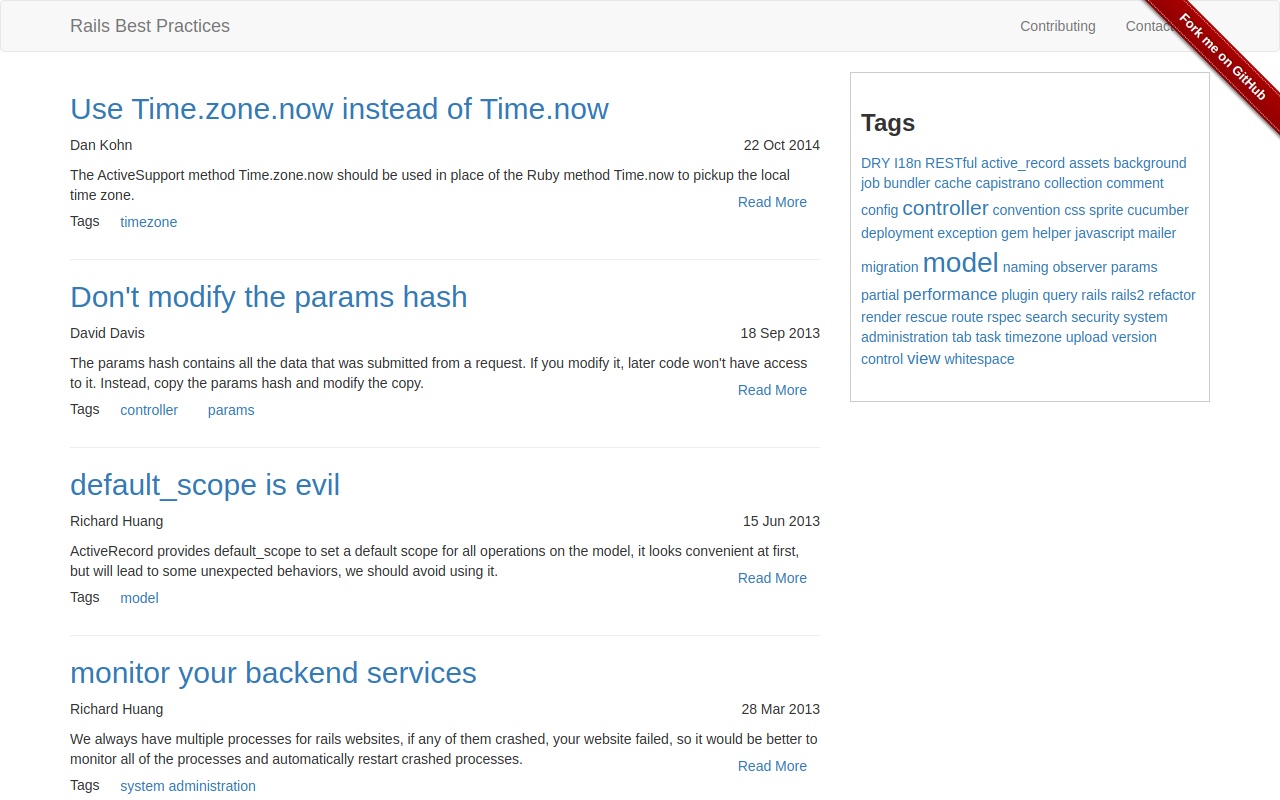 Rails Best Practices
Contributing
Contac
Fork me on GitHub
Use Time.zone.now instead of Time.now
Dan Kohn
22 Oct 2014
The ActiveSupport method Time.zone.now should be used in place of the Ruby method Time.now to pickup the local
time zone.
Read More
Tags timezone
Don't modify the params hash
David Davis
18 Sep 2013
The params hash contains all the data that was submitted from a request. If you modify it, later code won't have access
to it. Instead, copy the params hash and modify the copy.
Read More
Tags controller params
default_scope is evil
Richard Huang
15 Jun 2013
ActiveRecord provides default_scope to set a default scope for all operations on the model, it looks convenient at first,
but will lead to some unexpected behaviors, we should avoid using it.
Read More
Tags model
monitor your backend services
Richard Huang
28 Mar 2013
We always have multiple processes for rails websites, if any of them crashed, your website failed, so it would be better to
monitor all of the processes and automatically restart crashed processes.
Read More
Tags system administration
Tags
DRY I18n RESTful active_record assets background
job bundler cache capistrano collection comment
config controller convention css sprite cucumber
deployment exception gem helper javascript mailer
migration model naming observer params
partial performance plugin query rails rails2 refactor
render rescue route rspec search security system
administration tab task timezone upload version
control view whitespace